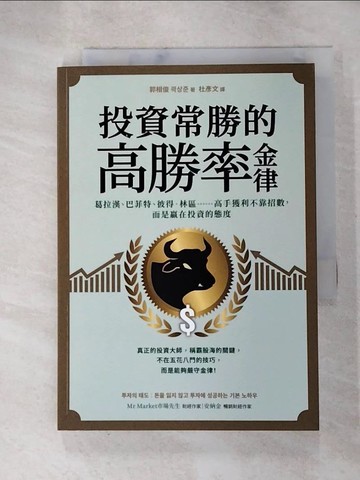 郭相俊 곽상준 著 杜彥文 譯
投資常勝的
高勝率金律
葛拉漢、巴菲特、彼得‧林區⋯⋯高手獲利不靠招數,
而是贏在投資的態度
$
真正的投資大師,稱霸股海的關鍵,
不在五花八門的技巧,
而是能夠嚴守金律!
투자의 태도 | 돈을 잃지 않고 투자에 성공하는 기본 노하우
Mr.Market市場先生 財經作家|安納金 暢銷財經作家